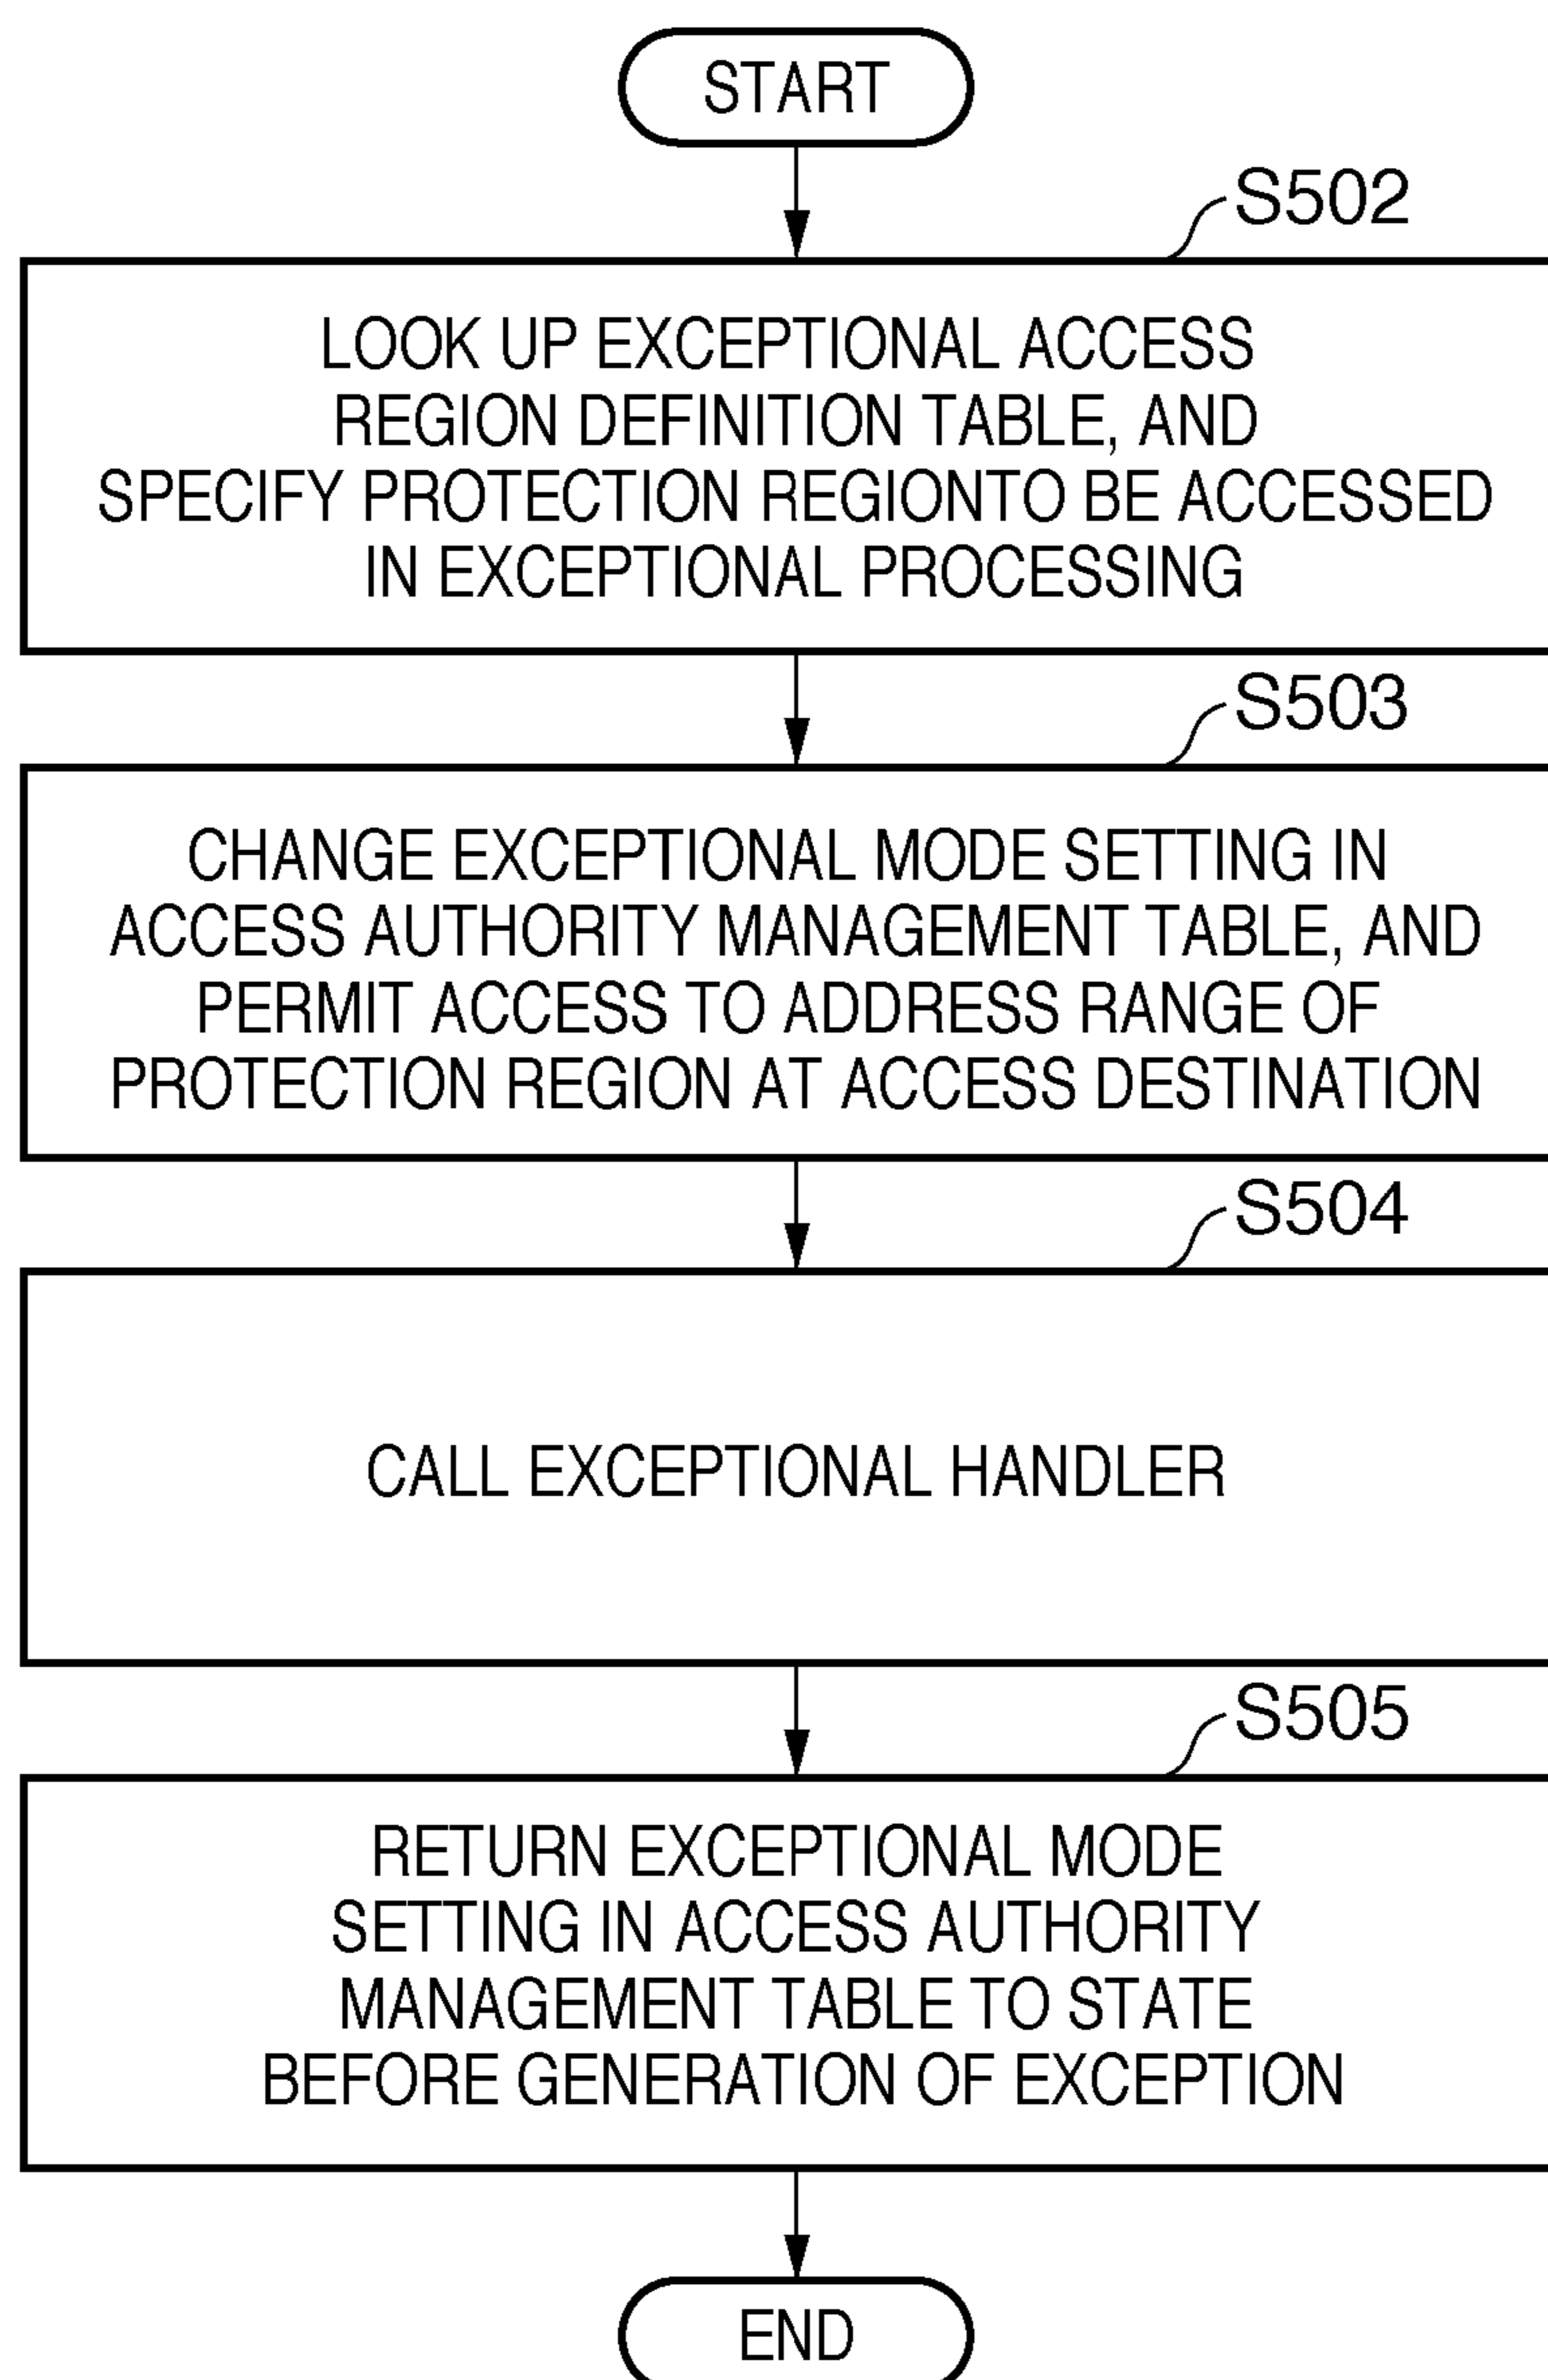 START
S502
LOOK UP EXCEPTIONAL ACCESS
REGION DEFINITION TABLE, AND
SPECIFY PROTECTION REGIONTO BE ACCESSED
IN EXCEPTIONAL PROCESSING
S503
CHANGE EXCEPTIONAL MODE SETTING IN
ACCESS AUTHORITY MANAGEMENT TABLE, AND
PERMIT ACCESS TO ADDRESS RANGE OF
PROTECTION REGION AT ACCESS DESTINATION
S504
CALL EXCEPTIONAL HANDLER
S505
RETURN EXCEPTIONAL MODE
SETTING IN ACCESS AUTHORITY
MANAGEMENT TABLE TO STATE
BEFORE GENERATION OF EXCEPTION
END